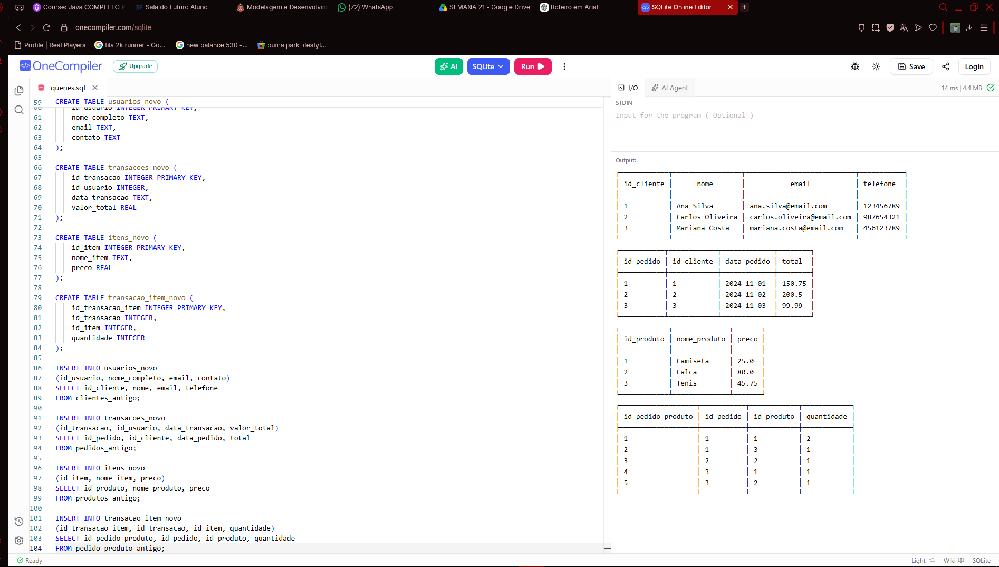 Course: Java COMPLETO P
SF Sala do Futuro Aluno
Modelagem e Desenvolvim
(72) WhatsApp
SEMANA 21 - Google Drive
Roteiro em Arial
SQLite Online Editor
onecompiler.com/sqlite
Profile | Real Players
fila 2k runner - Go...
new balance 530 -...
puma park lifestyl...
OneCompiler
Upgrade
AI
SQLite
Run
Save
Login
queries.sql
59 CREATE TABLE usuarios_novo (
60 id_usuario INTEGER PRIMARY KEY,
61 nome_completo TEXT,
62 email TEXT,
63 contato TEXT
64 );
65
66 CREATE TABLE transacoes_novo (
67 id_transacao INTEGER PRIMARY KEY,
68 id_usuario INTEGER,
69 data_transacao TEXT,
70 valor_total REAL
71 );
72
73 CREATE TABLE itens_novo (
74 id_item INTEGER PRIMARY KEY,
75 nome_item TEXT,
76 preco REAL
77 );
78
79 CREATE TABLE transacao_item_novo (
80 id_transacao_item INTEGER PRIMARY KEY,
81 id_transacao INTEGER,
82 id_item INTEGER,
83 quantidade INTEGER
84 );
85
86 INSERT INTO usuarios_novo
87 (id_usuario, nome_completo, email, contato)
88 SELECT id_cliente, nome, email, telefone
89 FROM clientes_antigo;
90
91 INSERT INTO transacoes_novo
92 (id_transacao, id_usuario, data_transacao, valor_total)
93 SELECT id_pedido, id_cliente, data_pedido, total
94 FROM pedidos_antigo;
95
96 INSERT INTO itens_novo
97 (id_item, nome_item, preco)
98 SELECT id_produto, nome_produto, preco
99 FROM produtos_antigo;
100
101 INSERT INTO transacao_item_novo
102 (id_transacao_item, id_transacao, id_item, quantidade)
103 SELECT id_pedido_produto, id_pedido, id_produto, quantidade
104 FROM pedido_produto_antigo;
I/O
AI Agent
14 ms | 4.4 MB
STDIN
Input for the program ( Optional )
Output:
id_cliente nome email telefone
1 Ana Silva ana.silva@email.com 123456789
2 Carlos Oliveira carlos.oliveira@email.com 987654321
3 Mariana Costa mariana.costa@email.com 456123789
id_pedido id_cliente data_pedido total
1 1 2024-11-01 150.75
2 2 2024-11-02 200.5
3 3 2024-11-03 99.99
id_produto nome_produto preco
1 Camiseta 25.0
2 Calca 80.0
3 Tenis 45.75
id_pedido_produto id_pedido id_produto quantidade
1 1 1 2
2 1 3 1
3 2 2 1
4 3 1 1
5 3 2 1
Ready
Light
Wiki
SQLite